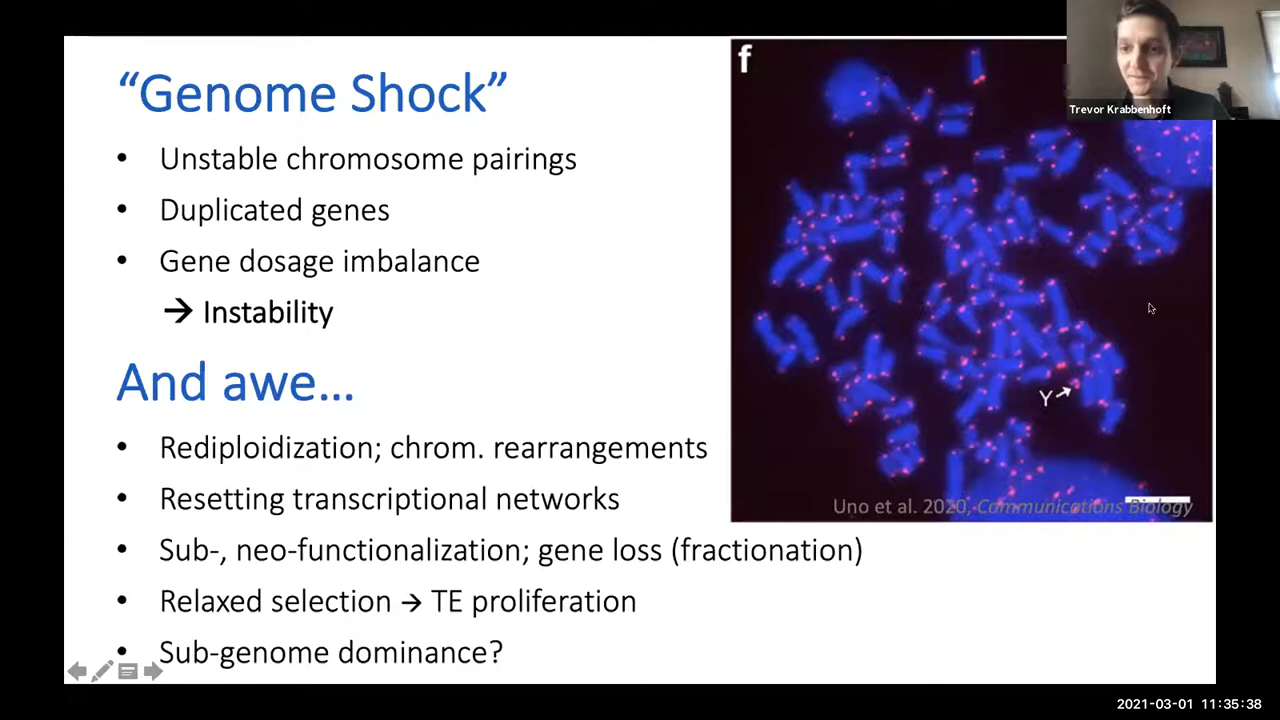 “Genome Shock”
• Unstable chromosome pairings
• Duplicated genes
• Gene dosage imbalance
→ Instability
And awe...
• Rediploidization; chrom. rearrangements
• Resetting transcriptional networks
• Sub-, neo-functionalization; gene loss (fractionation)
• Relaxed selection → TE proliferation
• Sub-genome dominance?
f
Y
Uno et al. 2020, Communications Biology
Trevor Krabbenhoft
2021-03-01 11:35:38